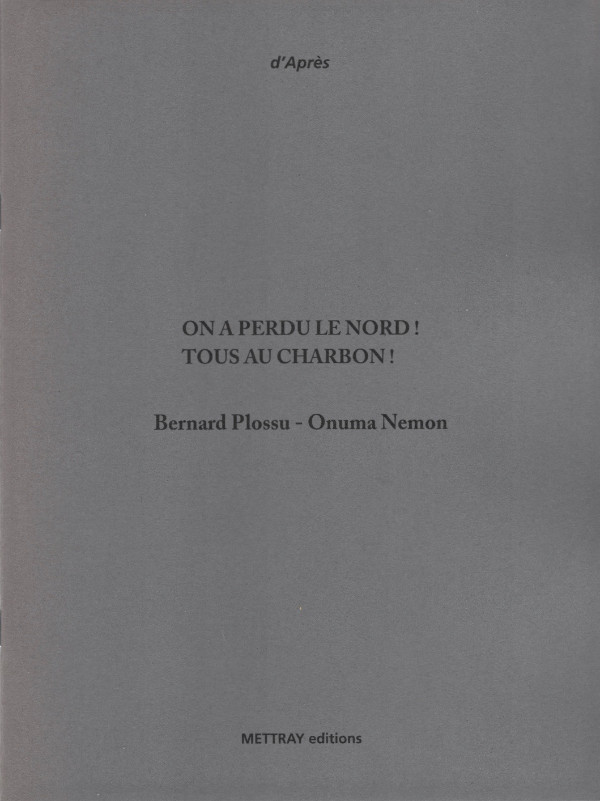 d'Après
ON A PERDU LE NORD !
TOUS AU CHARBON !
Bernard Plossu - Onuma Nemon
METTRAY editions